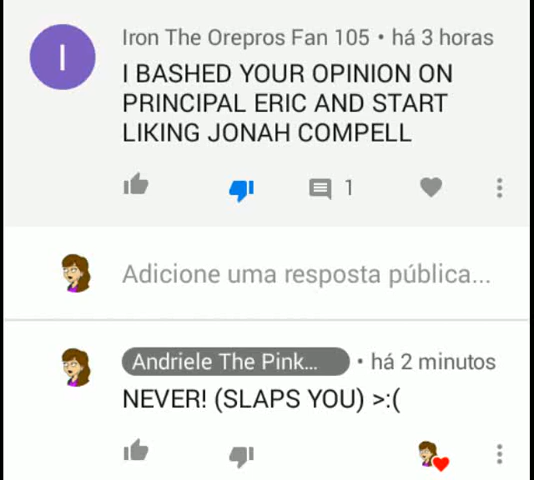 I
Iron The Orepros Fan 105 • há 3 horas
I BASHED YOUR OPINION ON
PRINCIPAL ERIC AND START
LIKING JONAH COMPELL
1
Adicione uma resposta pública...
Andriele The Pink... • há 2 minutos
NEVER! (SLAPS YOU) >:(